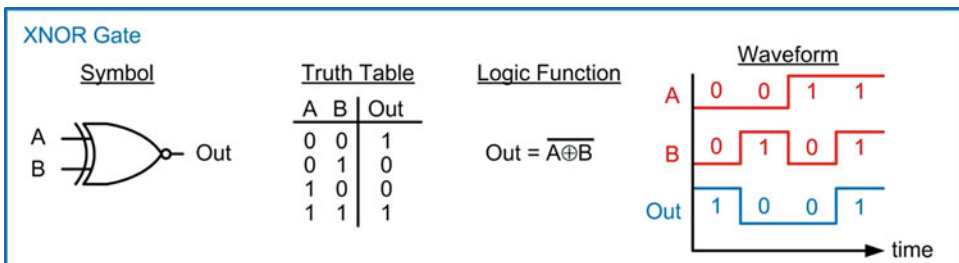 XNOR Gate
Symbol
A
B
Out
Truth Table
A B Out
0 0 1
0 1 0
1 0 0
1 1 1
Logic Function
Out = \overline{A⊕B}
Waveform
A 0 0 1 1
B 0 1 0 1
Out 1 0 0 1
time